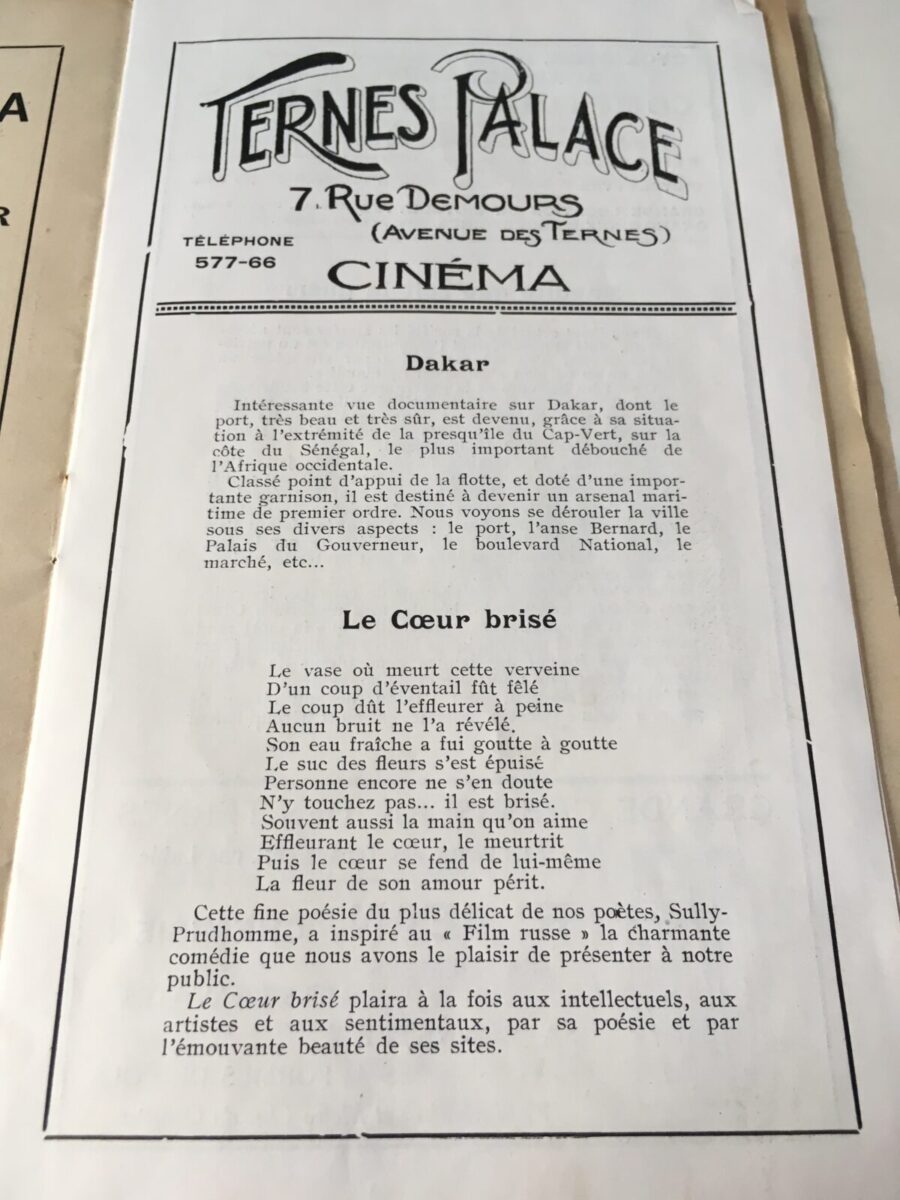 A
R
TERNES PALACE
7. Rue DEMOURS
(AVENUE DES TERNES)
TÉLÉPHONE
577-66
CINÉMA
Dakar
Intéressante vue documentaire sur Dakar, dont le
port, très beau et très sûr, est devenu, grâce à sa situa-
tion à l'extrémité de la presqu'île du Cap-Vert, sur la
côte du Sénégal, le plus important débouché de
l'Afrique occidentale.
Classé point d'appui de la flotte, et doté d'une impor-
tante garnison, il est destiné à devenir un arsenal mari-
time de premier ordre. Nous voyons se dérouler la ville
sous ses divers aspects : le port, l'anse Bernard, le
Palais du Gouverneur, le boulevard National, le
marché, etc...
Le Cœur brisé
Le vase où meurt cette verveine
D'un coup d'éventail fût fêlé
Le coup dût l'effleurer à peine
Aucun bruit ne l'a révélé.
Son eau fraîche a fui goutte à goutte
Le suc des fleurs s'est épuisé
Personne encore ne s'en doute
N'y touchez pas... il est brisé.
Souvent aussi la main qu'on aime
Effleurant le cœur, le meurtrit
Puis le cœur se fend de lui-même
La fleur de son amour périt.
Cette fine poésie du plus délicat de nos poètes, Sully-
Prudhomme, a inspiré au « Film russe » la charmante
comédie que nous avons le plaisir de présenter à notre
public.
Le Cœur brisé plaira à la fois aux intellectuels, aux
artistes et aux sentimentaux, par sa poésie et par
l'émouvante beauté de ses sites.